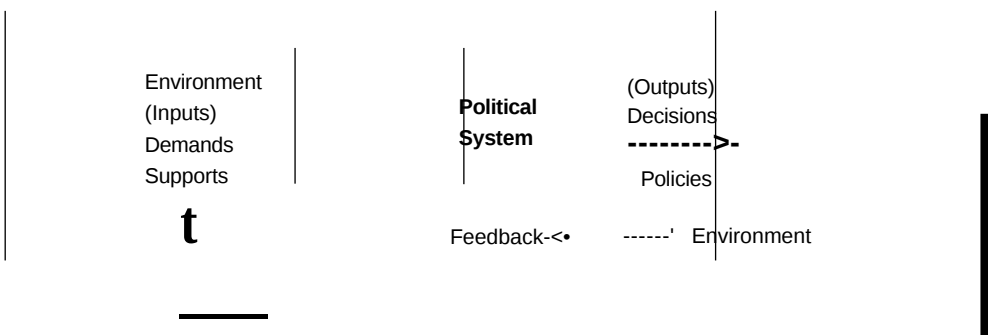 Environment
(Inputs)
Demands
Supports
t
Political
System
(Outputs)
Decisions
--------->-
Policies
Feedback-<• ------' Environment